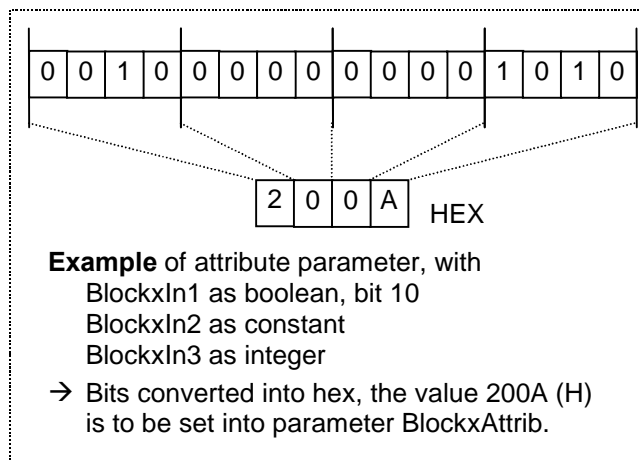 0 0 1 0 0 0 0 0 0 0 0 0 1 0 1 0
2 0 0 A HEX
Example of attribute parameter, with
BlockxIn1 as boolean, bit 10
BlockxIn2 as constant
BlockxIn3 as integer
→ Bits converted into hex, the value 200A (H)
is to be set into parameter BlockxAttrib.